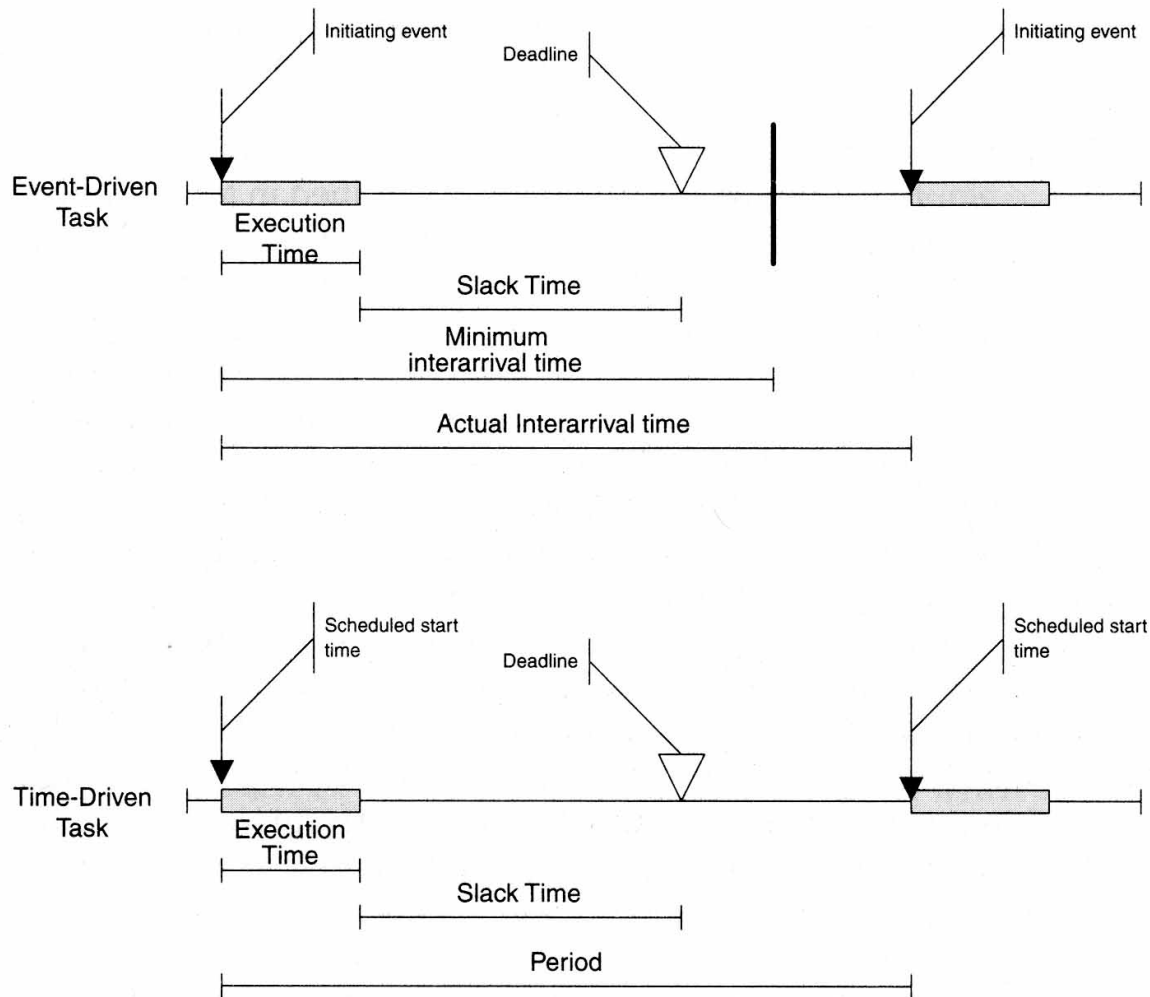 Initiating event
Deadline
Initiating event
Event-Driven
Task
Execution
Time
Slack Time
Minimum
interarrival time
Actual Interarrival time
Scheduled start
time
Deadline
Scheduled start
time
Time-Driven
Task
Execution
Time
Slack Time
Period